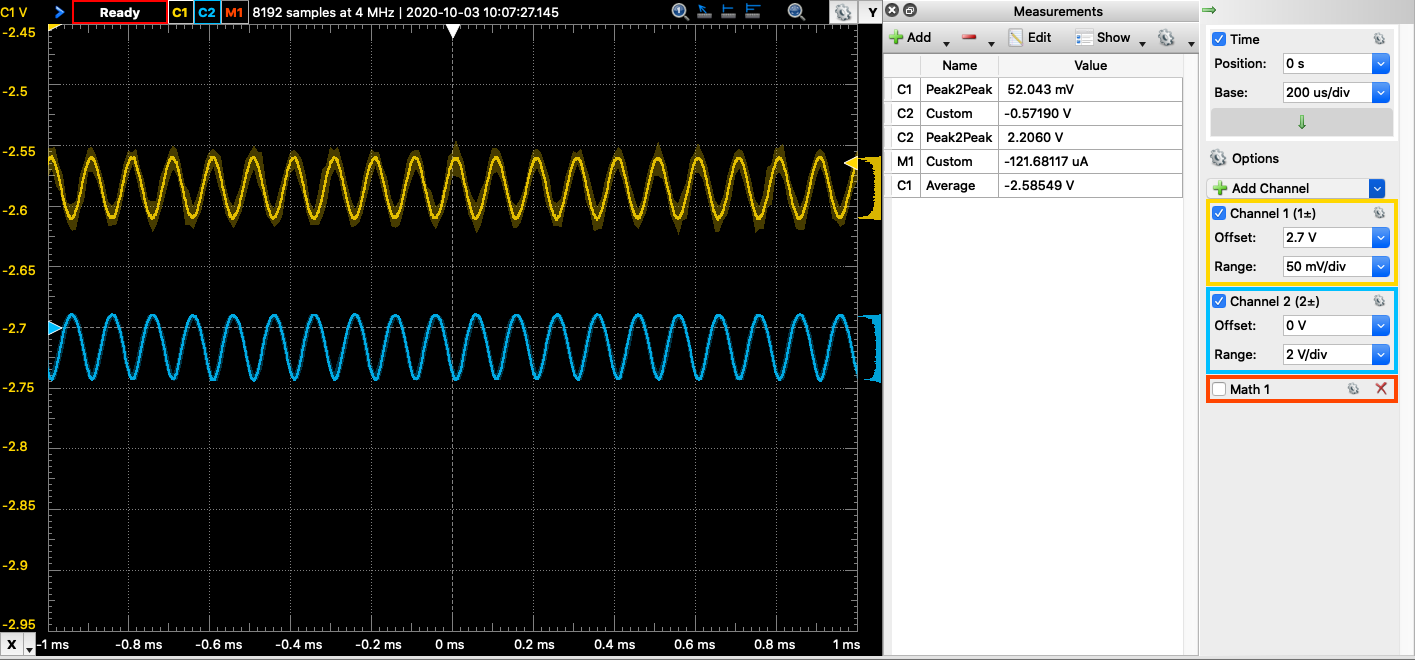 C1 V Ready C1 C2 M1 8192 samples at 4 MHz | 2020-10-03 10:07:27.145 Y
-2.45
-2.5
-2.55
-2.6
-2.65
-2.7
-2.75
-2.8
-2.85
-2.9
-2.95
X -1 ms -0.8 ms -0.6 ms -0.4 ms -0.2 ms 0 ms 0.2 ms 0.4 ms 0.6 ms 0.8 ms 1 ms
Measurements
Add Edit Show
Name Value
C1 Peak2Peak 52.043 mV
C2 Custom -0.57190 V
C2 Peak2Peak 2.2060 V
M1 Custom -121.68117 uA
C1 Average -2.58549 V
Time
Position: 0 s
Base: 200 us/div
Options
Add Channel
Channel 1 (1±)
Offset: 2.7 V
Range: 50 mV/div
Channel 2 (2±)
Offset: 0 V
Range: 2 V/div
Math 1